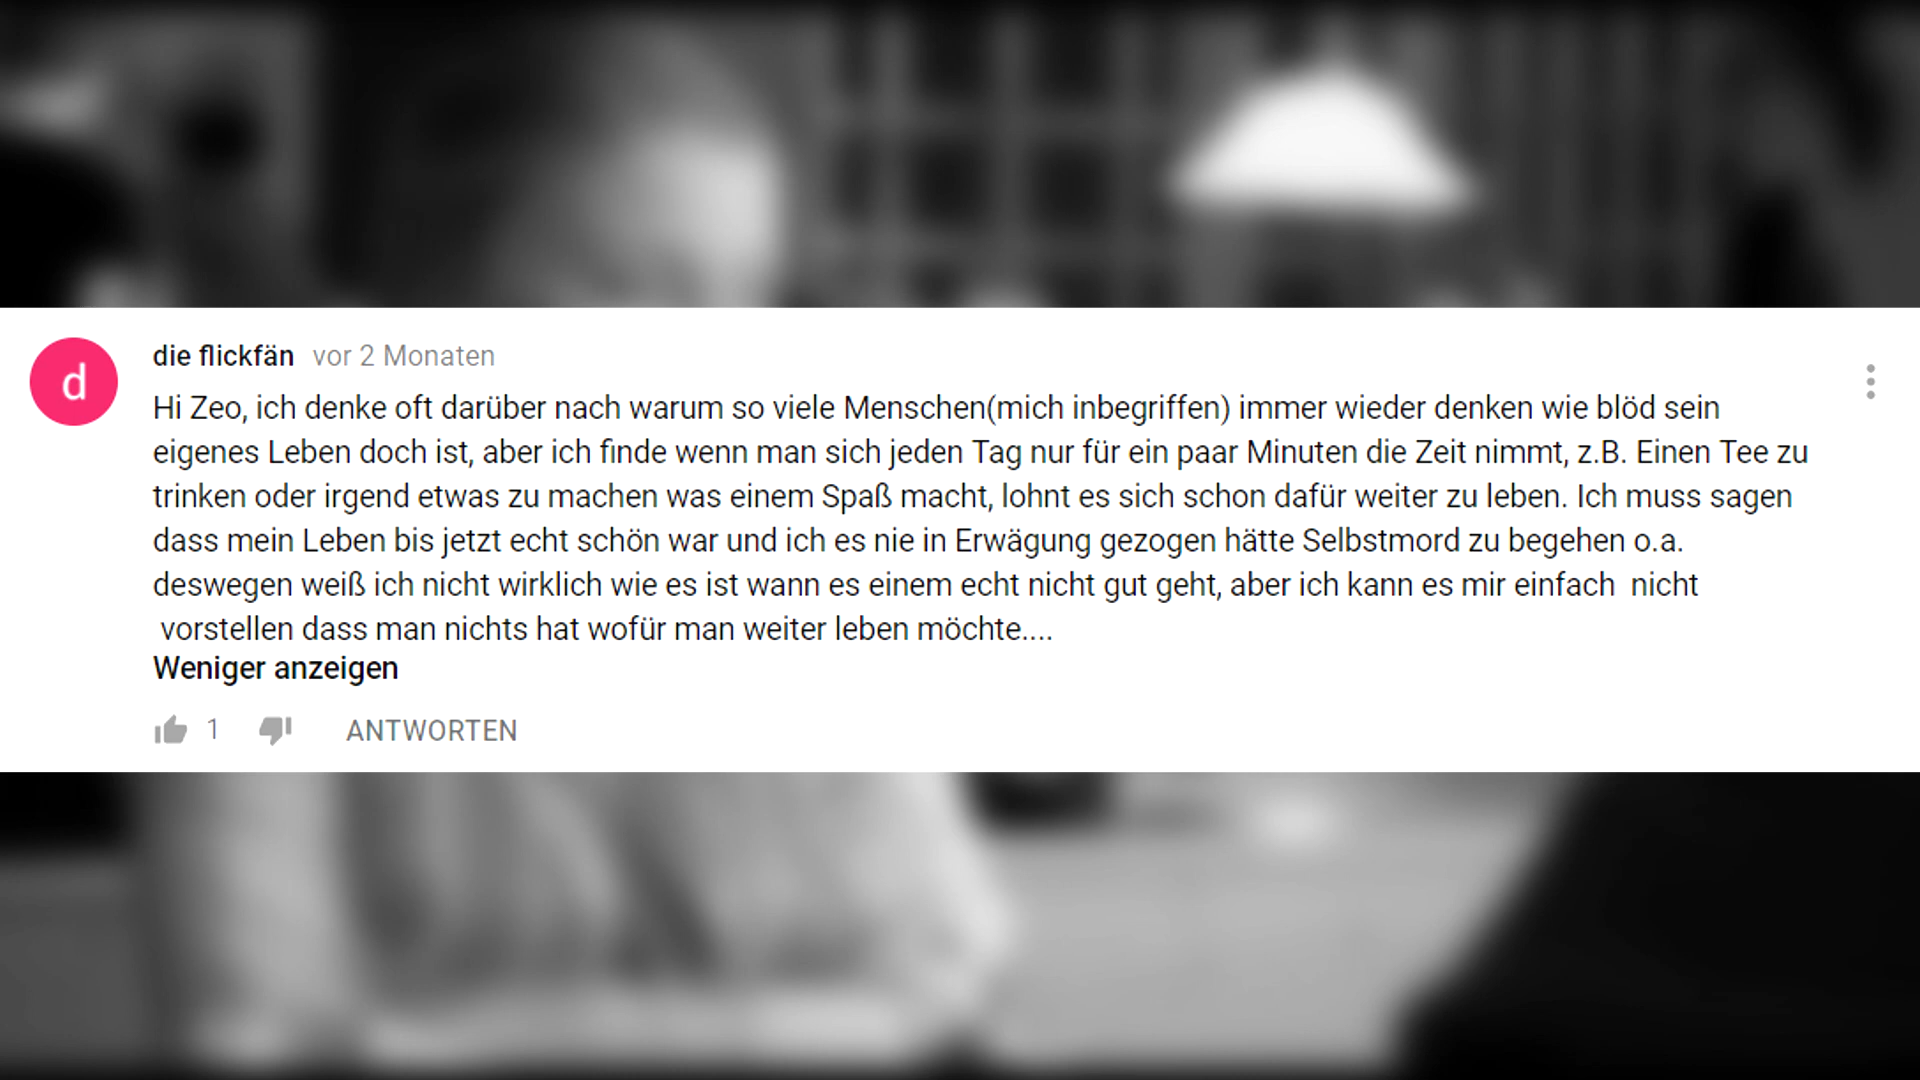 d
die flickfän vor 2 Monaten
Hi Zeo, ich denke oft darüber nach warum so viele Menschen(mich inbegriffen) immer wieder denken wie blöd sein
eigenes Leben doch ist, aber ich finde wenn man sich jeden Tag nur für ein paar Minuten die Zeit nimmt, z.B. Einen Tee zu
trinken oder irgend etwas zu machen was einem Spaß macht, lohnt es sich schon dafür weiter zu leben. Ich muss sagen
dass mein Leben bis jetzt echt schön war und ich es nie in Erwägung gezogen hätte Selbstmord zu begehen o.a.
deswegen weiß ich nicht wirklich wie es ist wann es einem echt nicht gut geht, aber ich kann es mir einfach  nicht
 vorstellen dass man nichts hat wofür man weiter leben möchte....
Weniger anzeigen
1 ANTWORTEN